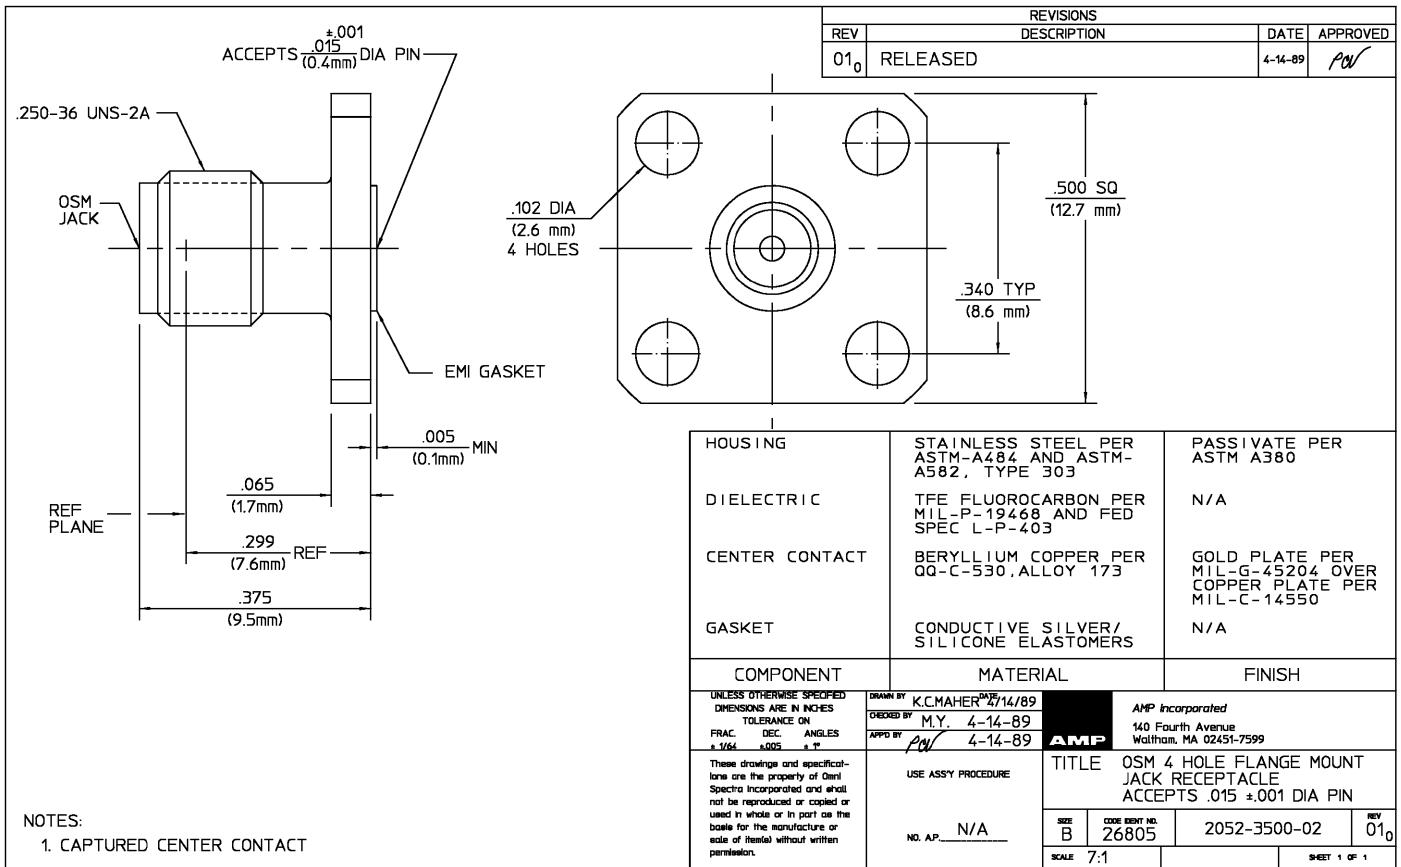 REVISIONS
REV DESCRIPTION DATE APPROVED
01₀ RELEASED 4-14-89 PCV
ACCEPTS .015 ±.001 (0.4mm) DIA PIN
.250-36 UNS-2A
OSM
JACK
EMI GASKET
.005
(0.1mm) MIN
.065
(1.7mm)
REF
PLANE
.299
(7.6mm) REF
.375
(9.5mm)
.102 DIA
(2.6 mm)
4 HOLES
.500 SQ
(12.7 mm)
.340 TYP
(8.6 mm)
HOUSING
STAINLESS STEEL PER
ASTM-A484 AND ASTM-
A582, TYPE 303
PASSIVATE PER
ASTM A380
DIELECTRIC
TFE FLUOROCARBON PER
MIL-P-19468 AND FED
SPEC L-P-403
N/A
CENTER CONTACT
BERYLLIUM COPPER PER
QQ-C-530,ALLOY 173
GOLD PLATE PER
MIL-G-45204 OVER
COPPER PLATE PER
MIL-C-14550
GASKET
CONDUCTIVE SILVER/
SILICONE ELASTOMERS
N/A
COMPONENT MATERIAL FINISH
UNLESS OTHERWISE SPECIFIED
DIMENSIONS ARE IN INCHES
TOLERANCE ON
FRAC. DEC. ANGLES
± 1/64 ±.005 ± 1°
These drawings and specificat-
ions are the property of Omni
Spectra Incorporated and shall
not be reproduced or copied or
used in whole or in part as the
basis for the manufacture or
sale of item(s) without written
permission.
DRAWN BY K.C.MAHER DATE 4/14/89
CHECKED BY M.Y. 4-14-89
APP'D BY PCV 4-14-89
USE ASS'Y PROCEDURE
NO. A.P. N/A
AMP
AMP Incorporated
140 Fourth Avenue
Waltham, MA 02451-7599
TITLE OSM 4 HOLE FLANGE MOUNT
JACK RECEPTACLE
ACCEPTS .015 ±.001 DIA PIN
SIZE B
CODE IDENT NO. 26805
2052-3500-02
REV 01₀
SCALE 7:1
SHEET 1 OF 1
NOTES:
1. CAPTURED CENTER CONTACT